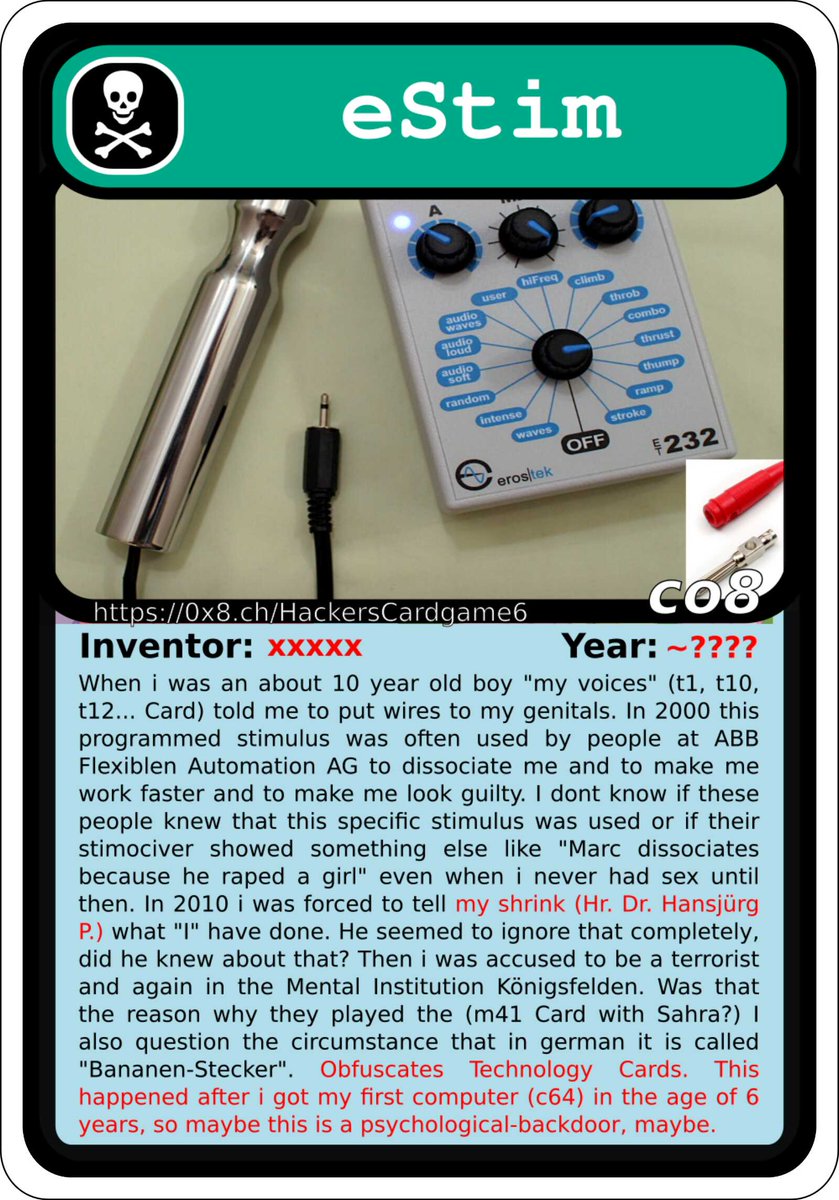 eStim
A
hiFreq
climb
user
throb
audio
waves
combo
audio
loud
thrust
audio
soft
thump
random
ramp
intense
stroke
waves
OFF
ET232
eros|tek
co8
https://0x8.ch/HackersCardgame6
Inventor: xxxxx Year: ~????
When i was an about 10 year old boy "my voices" (t1, t10,
t12... Card) told me to put wires to my genitals. In 2000 this
programmed stimulus was often used by people at ABB
Flexiblen Automation AG to dissociate me and to make me
work faster and to make me look guilty. I dont know if these
people knew that this specific stimulus was used or if their
stimociver showed something else like "Marc dissociates
because he raped a girl" even when i never had sex until
then. In 2010 i was forced to tell my shrink (Hr. Dr. Hansjürg
P.) what "I" have done. He seemed to ignore that completely,
did he knew about that? Then i was accused to be a terrorist
and again in the Mental Institution Königsfelden. Was that
the reason why they played the (m41 Card with Sahra?) I
also question the circumstance that in german it is called
"Bananen-Stecker". Obfuscates Technology Cards. This
happened after i got my first computer (c64) in the age of 6
years, so maybe this is a psychological-backdoor, maybe.